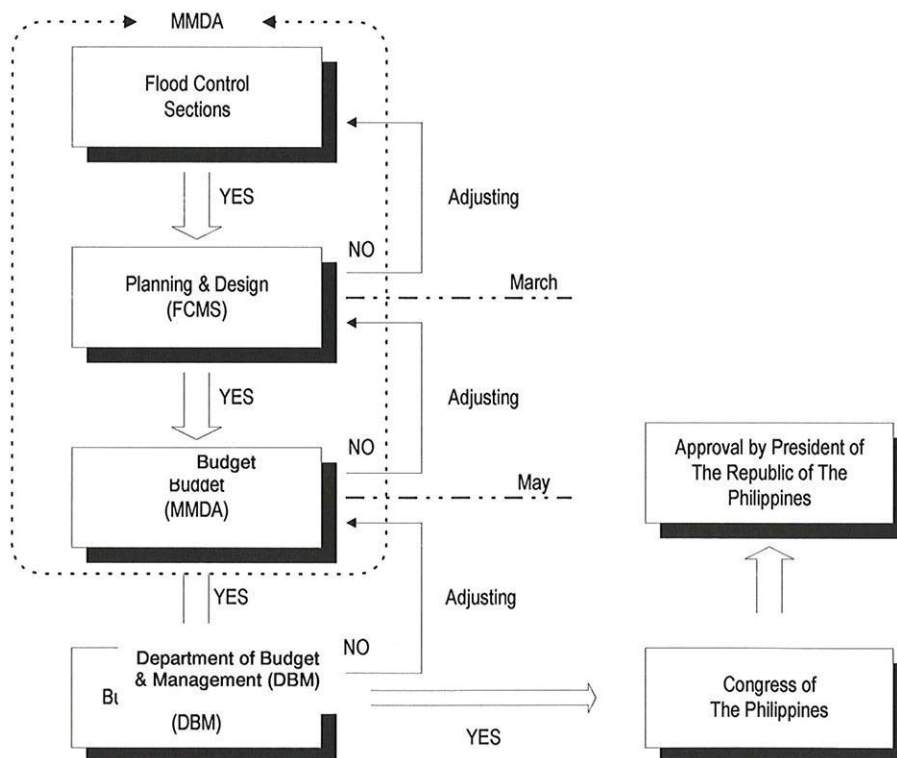 MMDA
Flood Control
Sections
YES
Adjusting
NO
Planning & Design
(FCMS)
March
YES
Adjusting
NO
Budget
Buddet
(MMDA)
May
Approval by President of
The Republic of The
Philippines
YES
Adjusting
NO
Department of Budget
& Management (DBM)
(DBM)
YES
Congress of
The Philippines